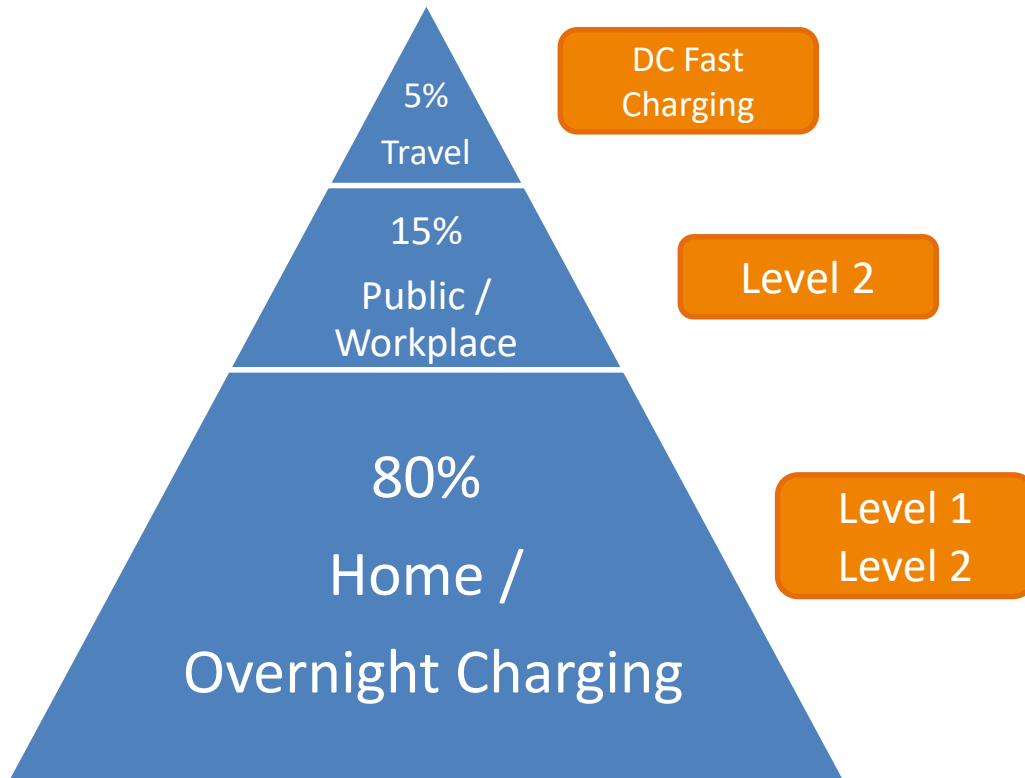 5%
Travel
DC Fast
Charging
15%
Public /
Workplace
Level 2
80%
Home /
Overnight Charging
Level 1
Level 2